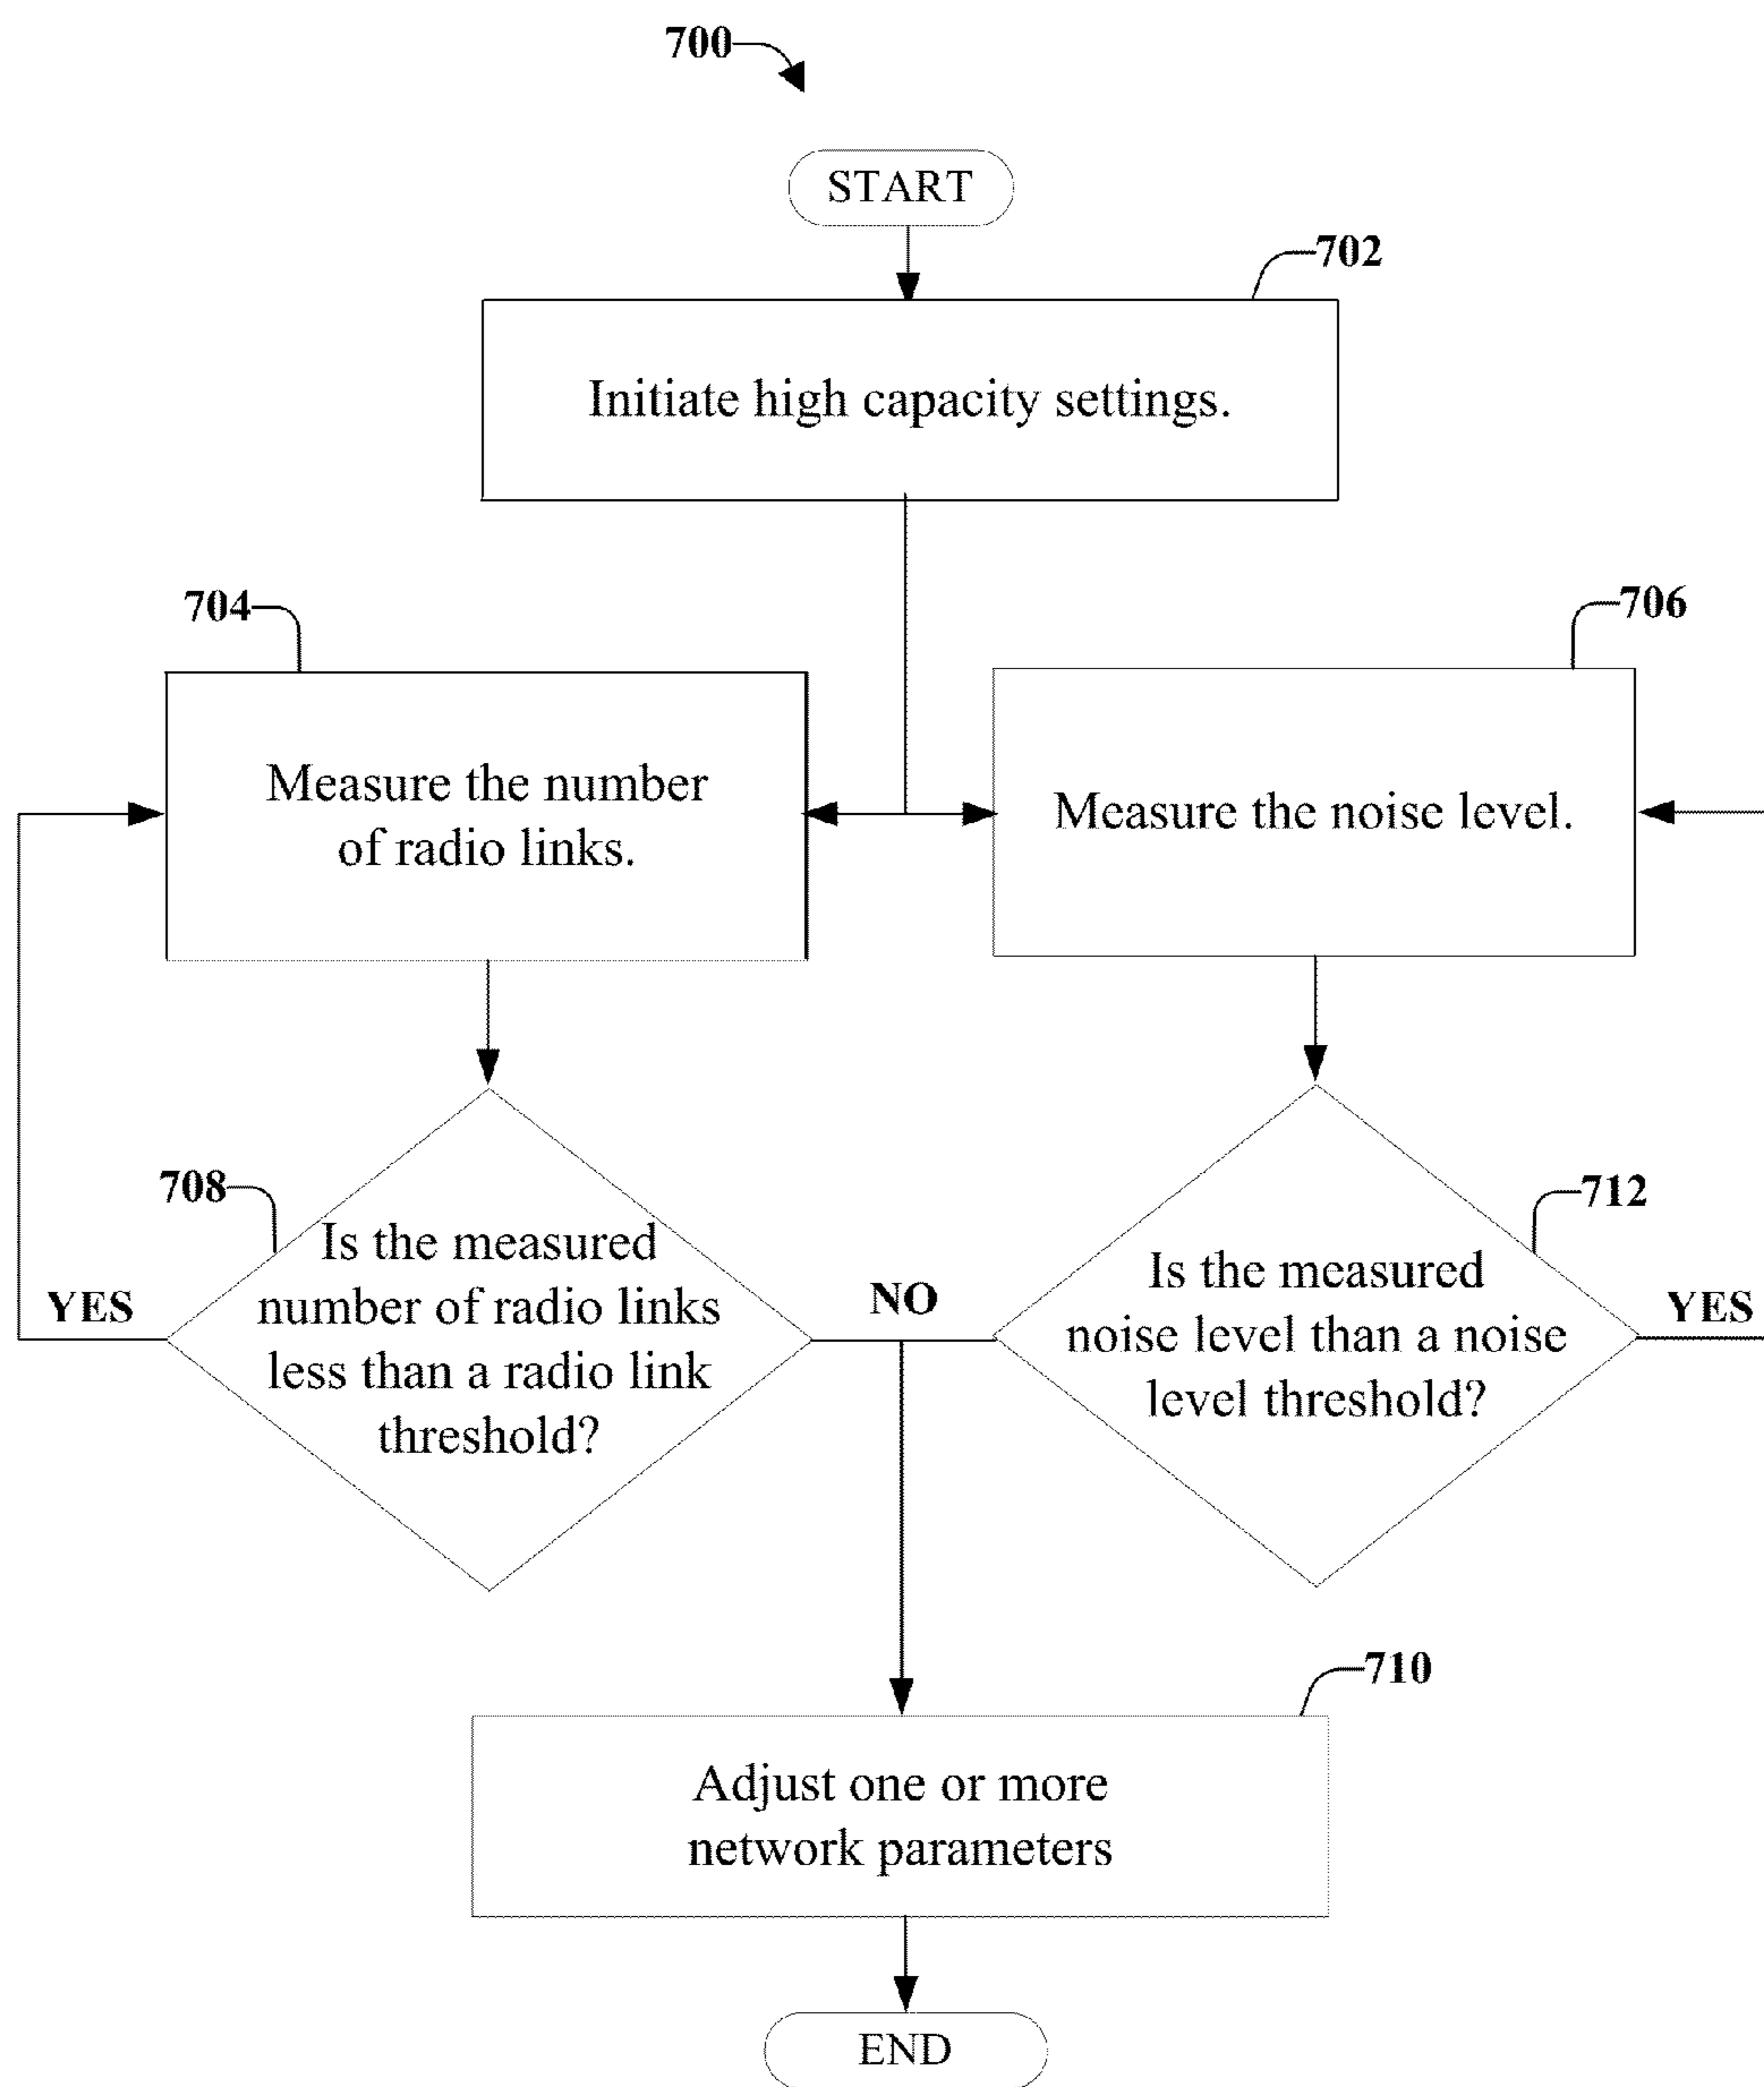 700
START
702
Initiate high capacity settings.
704
706
Measure the number
of radio links.
Measure the noise level.
708
712
Is the measured
number of radio links
less than a radio link
threshold?
Is the measured
noise level than a noise
level threshold?
YES
NO
YES
710
Adjust one or more
network parameters
END